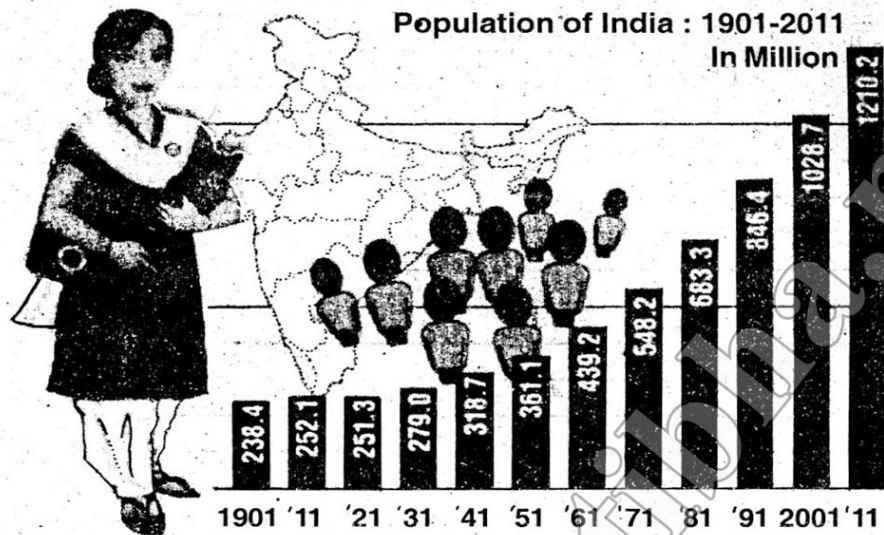 Population of India : 1901-2011
In Million
238.4 252.1 251.3 279.0 318.7 361.1 439.2 548.2 683.3 846.4 1028.7 1210.2
1901 '11 '21 '31 '41 '51 '61 '71 '81 '91 2001 '11